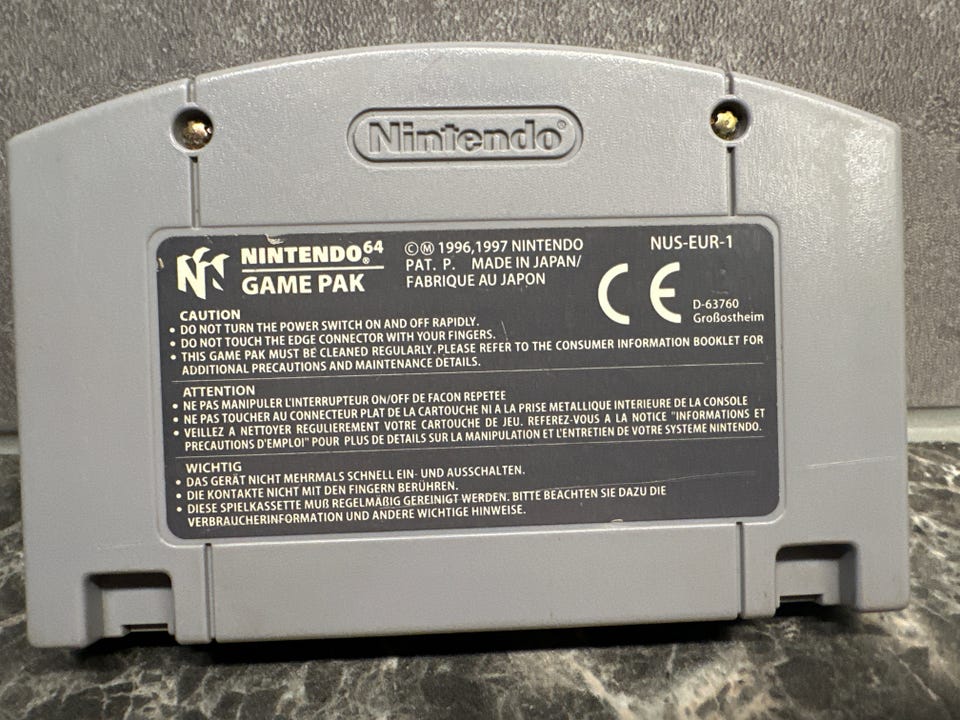 Nintendo®
NINTENDO®64
GAME PAK
©Ⓜ 1996,1997 NINTENDO
PAT. P. MADE IN JAPAN/
FABRIQUE AU JAPON
NUS-EUR-1
CE
D-63760
Großostheim
CAUTION
• DO NOT TURN THE POWER SWITCH ON AND OFF RAPIDLY.
• DO NOT TOUCH THE EDGE CONNECTOR WITH YOUR FINGERS.
• THIS GAME PAK MUST BE CLEANED REGULARLY. PLEASE REFER TO THE CONSUMER INFORMATION BOOKLET FOR
ADDITIONAL PRECAUTIONS AND MAINTENANCE DETAILS.
ATTENTION
• NE PAS MANIPULER L'INTERRUPTEUR ON/OFF DE FACON REPETEE
• NE PAS TOUCHER AU CONNECTEUR PLAT DE LA CARTOUCHE NI A LA PRISE METALLIQUE INTERIEURE DE LA CONSOLE
• VEILLEZ A NETTOYER REGULIEREMENT VOTRE CARTOUCHE DE JEU. REFEREZ-VOUS A LA NOTICE "INFORMATIONS ET
PRECAUTIONS D'EMPLOI" POUR PLUS DE DETAILS SUR LA MANIPULATION ET L'ENTRETIEN DE VOTRE SYSTEME NINTENDO.
WICHTIG
• DAS GERÄT NICHT MEHRMALS SCHNELL EIN- UND AUSSCHALTEN.
• DIE KONTAKTE NICHT MIT DEN FINGERN BERÜHREN.
• DIESE SPIELKASSETTE MUß REGELMÄßIG GEREINIGT WERDEN. BITTE BEACHTEN SIE DAZU DIE
VERBRAUCHERINFORMATION UND ANDERE WICHTIGE HINWEISE.